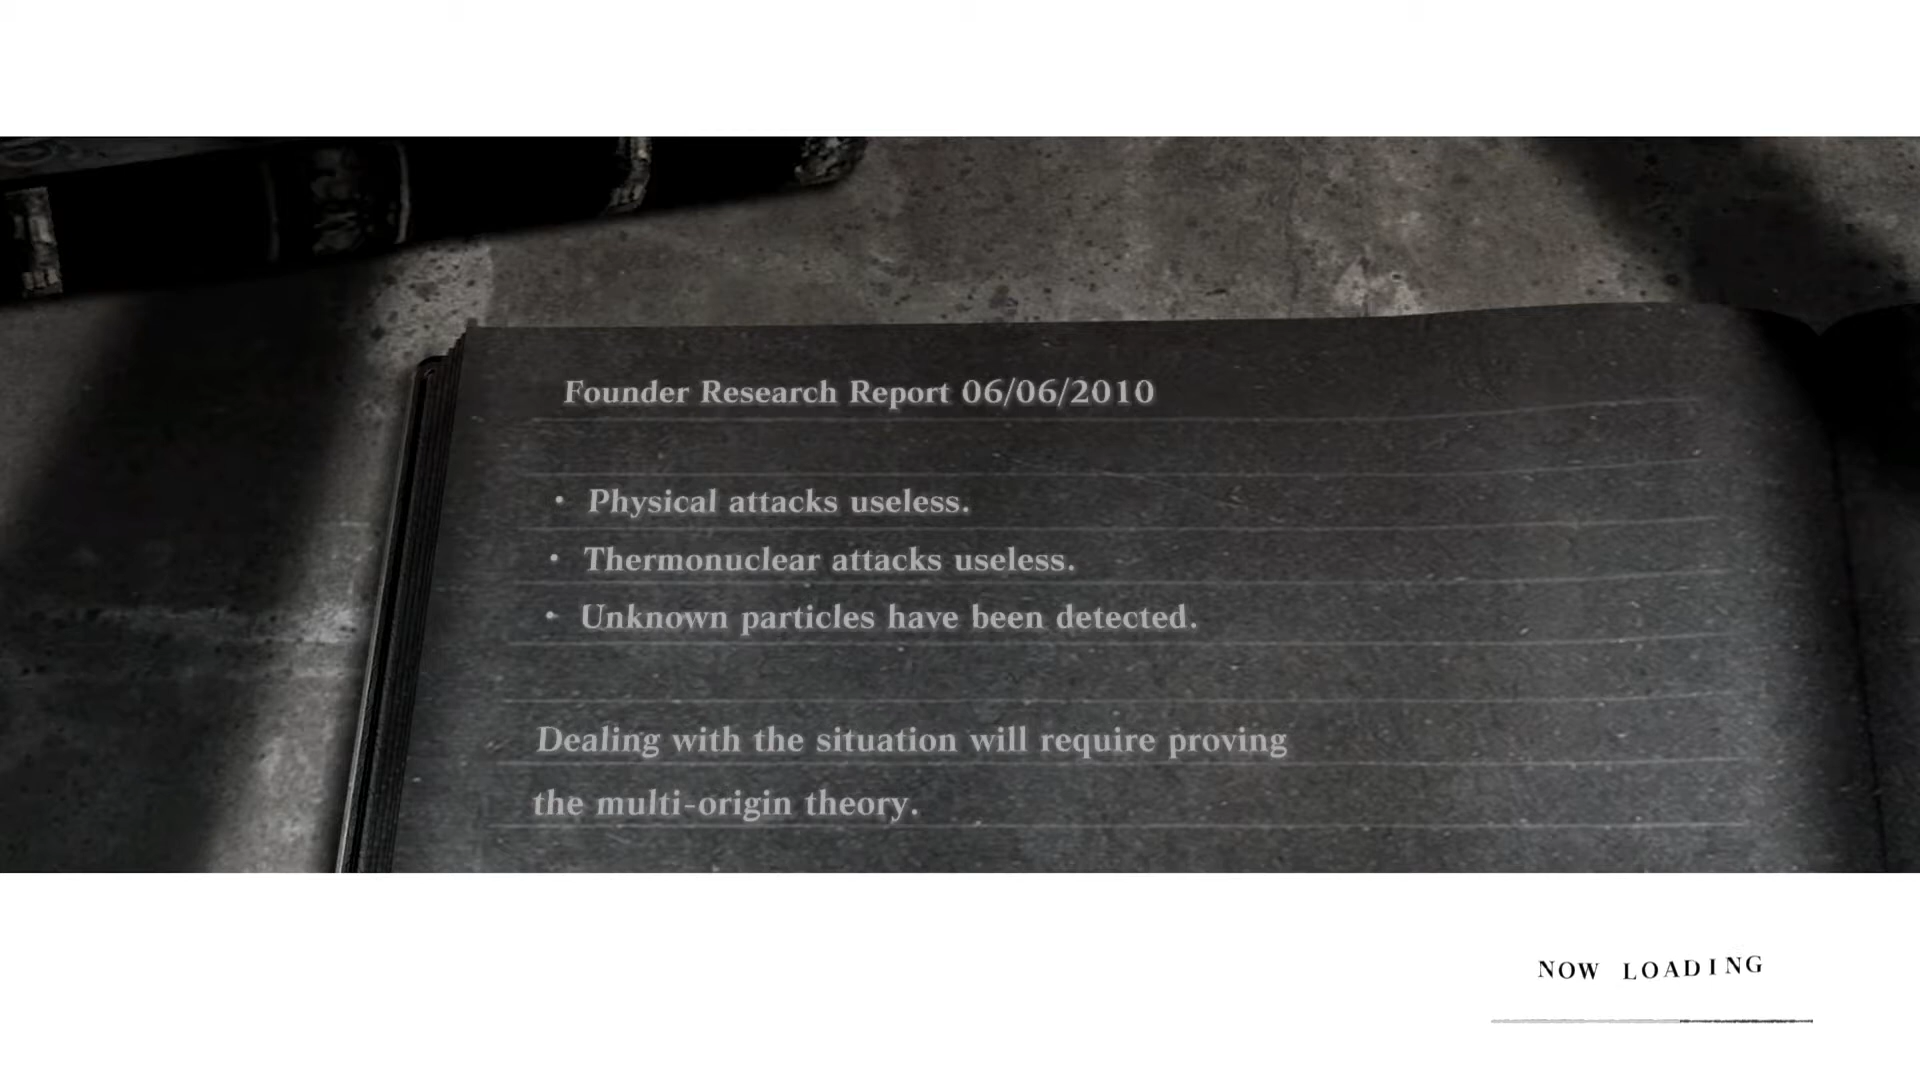 Founder Research Report 06/06/2010
• Physical attacks useless.
• Thermonuclear attacks useless.
• Unknown particles have been detected.
Dealing with the situation will require proving
the multi-origin theory.
NOW LOADING